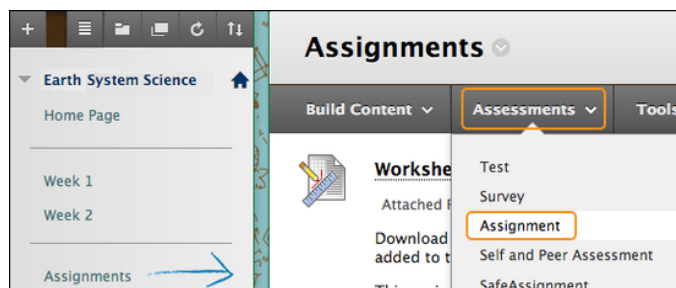 Earth System Science
Home Page
Week 1
Week 2
Assignments
Assignments
Build Content
Assessments
Tools
Attached
Download
added to
Test
Survey
Assignment
Self and Peer Assessment
SafeAssignment